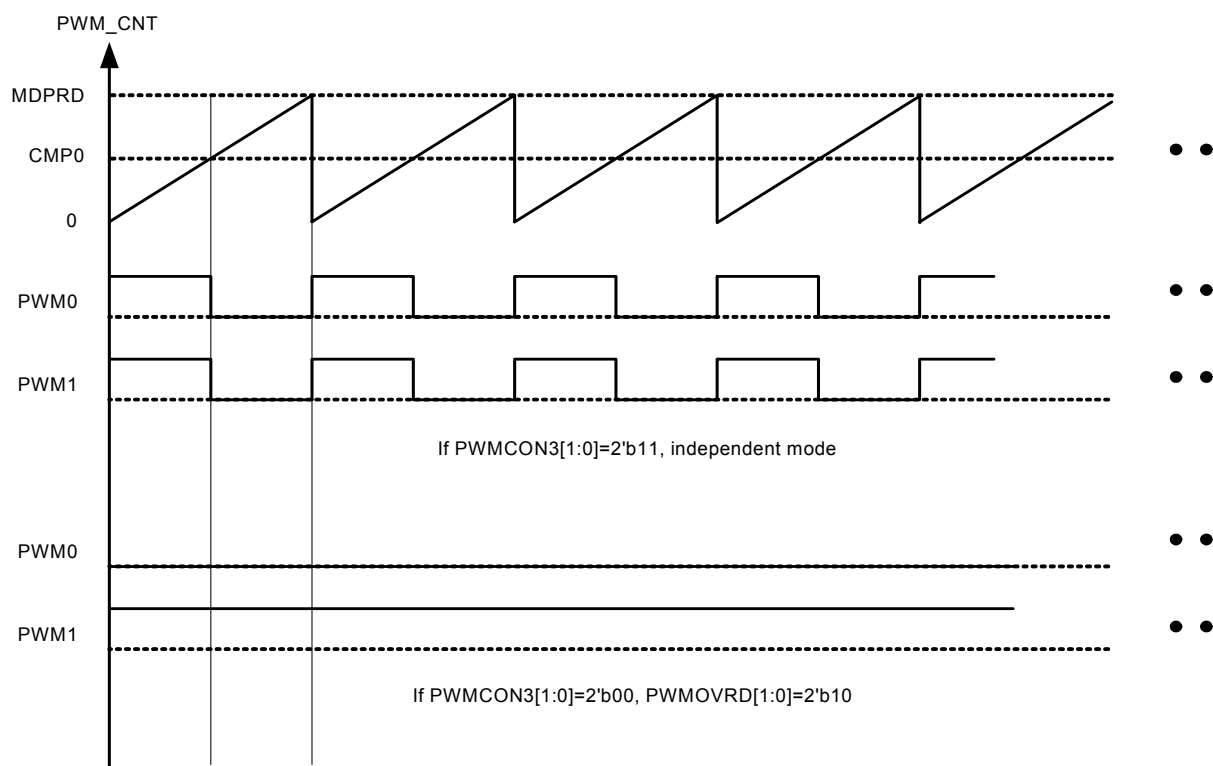 PWM_CNT
MDPRD
CMP0
0
PWM0
PWM1
If PWMCON3[1:0]=2'b11, independent mode
PWM0
PWM1
If PWMCON3[1:0]=2'b00, PWMOVRD[1:0]=2'b10